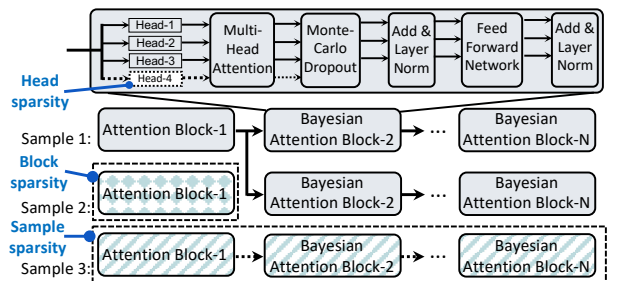 Head-1
Head-2
Head-3
Head-4
Multi-
Head
Attention
Monte-
Carlo
Dropout
Add &
Layer
Norm
Feed
Forward
Network
Add &
Layer
Norm
Head
sparsity
Sample 1:
Attention Block-1
Bayesian
Attention Block-2
...
Bayesian
Attention Block-N
Block
sparsity
Sample 2:
Attention Block-1
Bayesian
Attention Block-2
...
Bayesian
Attention Block-N
Sample
sparsity
Sample 3:
Attention Block-1
Bayesian
Attention Block-2
...
Bayesian
Attention Block-N